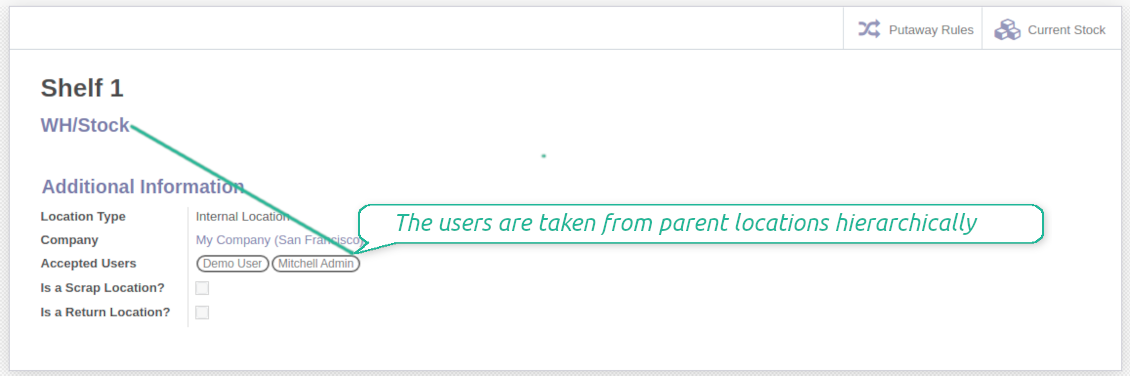 Putaway Rules
Current Stock
Shelf 1
WH/Stock
Additional Information
Location Type Internal Location
The users are taken from parent locations hierarchically
Company My Company (San Francisco)
Accepted Users Demo User Mitchell Admin
Is a Scrap Location?
Is a Return Location?